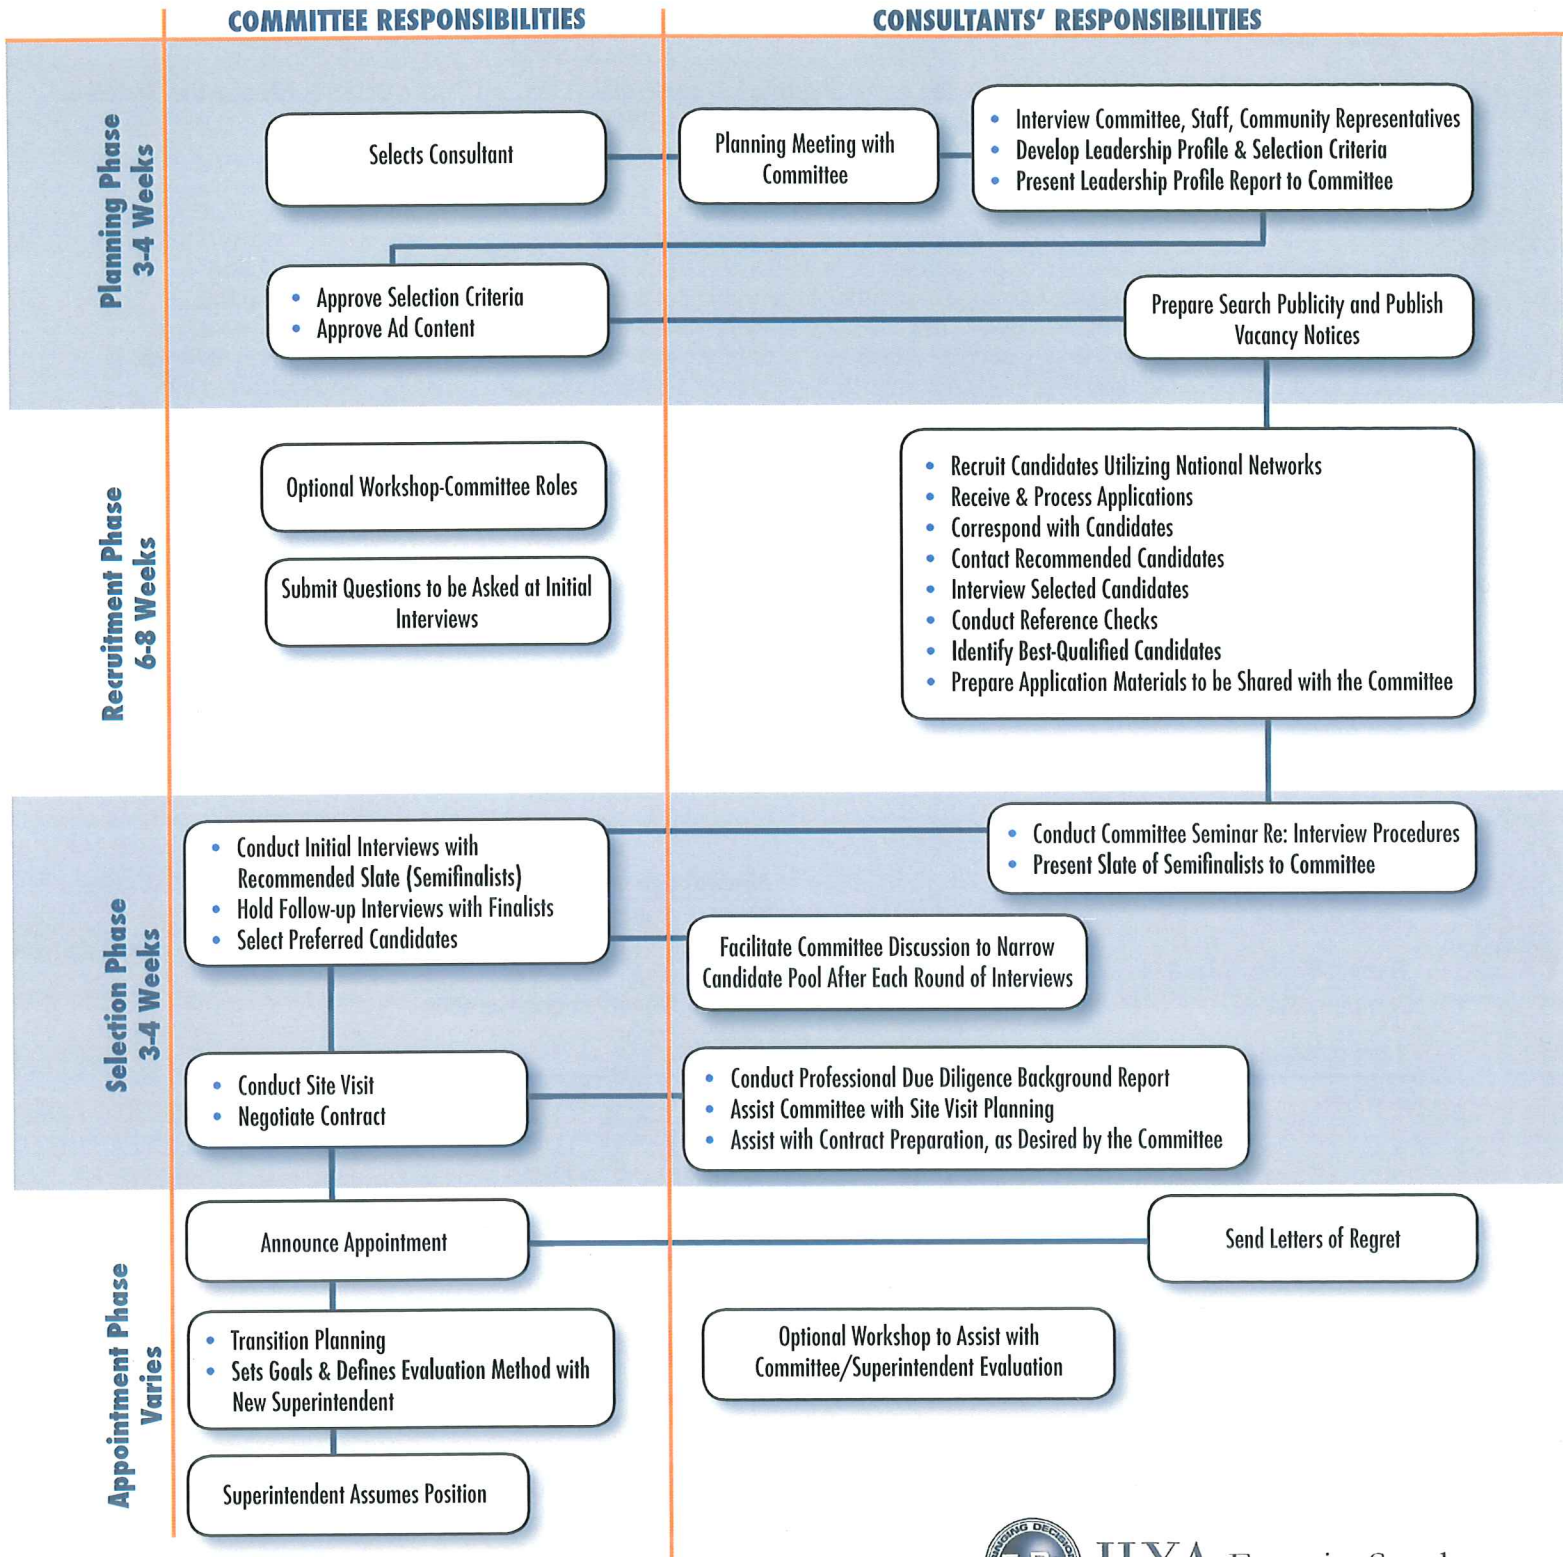 COMMITTEE RESPONSIBILITIES
CONSULTANTS' RESPONSIBILITIES
Planning Phase
3-4 Weeks
Selects Consultant
Planning Meeting with
Committee
• Interview Committee, Staff, Community Representatives
• Develop Leadership Profile & Selection Criteria
• Present Leadership Profile Report to Committee
• Approve Selection Criteria
• Approve Ad Content
Prepare Search Publicity and Publish
Vacancy Notices
Recruitment Phase
6-8 Weeks
Optional Workshop-Committee Roles
Submit Questions to be Asked at Initial
Interviews
• Recruit Candidates Utilizing National Networks
• Receive & Process Applications
• Correspond with Candidates
• Contact Recommended Candidates
• Interview Selected Candidates
• Conduct Reference Checks
• Identify Best-Qualified Candidates
• Prepare Application Materials to be Shared with the Committee
Selection Phase
3-4 Weeks
• Conduct Initial Interviews with
Recommended Slate (Semifinalists)
• Hold Follow-up Interviews with Finalists
• Select Preferred Candidates
• Conduct Committee Seminar Re: Interview Procedures
• Present Slate of Semifinalists to Committee
Facilitate Committee Discussion to Narrow
Candidate Pool After Each Round of Interviews
• Conduct Site Visit
• Negotiate Contract
• Conduct Professional Due Diligence Background Report
• Assist Committee with Site Visit Planning
• Assist with Contract Preparation, as Desired by the Committee
Appointment Phase
Varies
Announce Appointment
Send Letters of Regret
• Transition Planning
• Sets Goals & Defines Evaluation Method with
New Superintendent
Optional Workshop to Assist with
Committee/Superintendent Evaluation
Superintendent Assumes Position